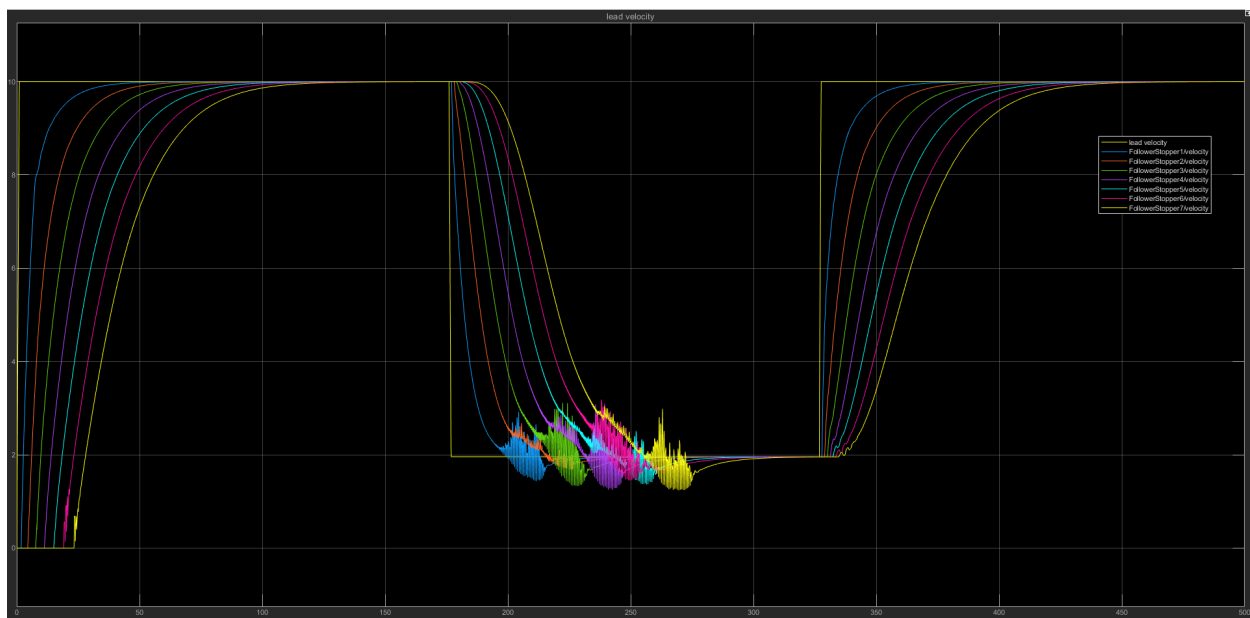 lead velocity
10
8
6
4
2
0
lead velocity
FollowerStopper1/velocity
FollowerStopper2/velocity
FollowerStopper3/velocity
FollowerStopper4/velocity
FollowerStopper5/velocity
FollowerStopper6/velocity
FollowerStopper7/velocity
0 50 100 150 200 250 300 350 400 450 500